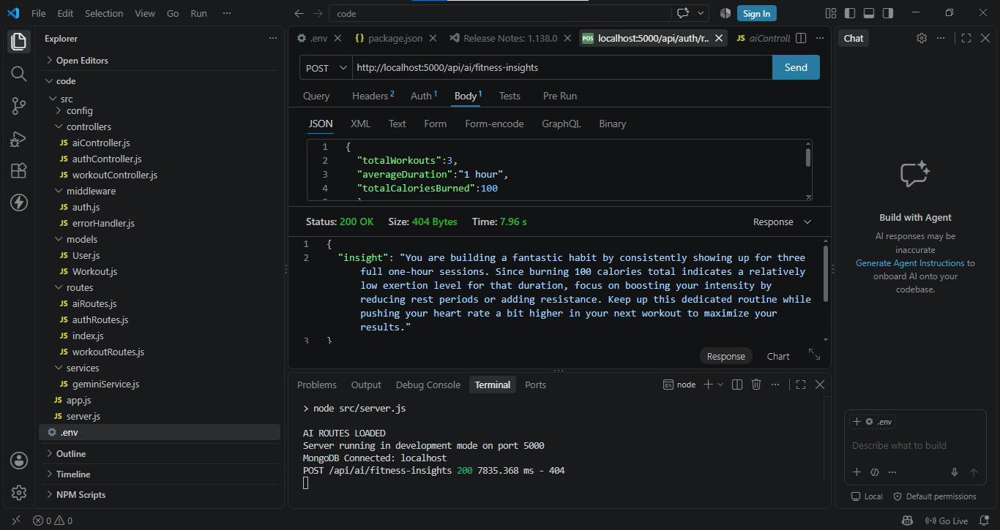 File Edit Selection View Go Run ···
code
Sign In
Explorer
Open Editors
code
src
config
controllers
JS aiController.js
JS authController.js
JS workoutController.js
middleware
JS auth.js
JS errorHandler.js
models
JS User.js
JS Workout.js
routes
JS aiRoutes.js
JS authRoutes.js
JS index.js
JS workoutRoutes.js
services
JS geminiService.js
JS app.js
JS server.js
.env
Outline
Timeline
NPM Scripts
.env
{} package.json
Release Notes: 1.138.0
POS localhost:5000/api/auth/r..
JS aiControll
POST
http://localhost:5000/api/ai/fitness-insights
Send
Query Headers 2 Auth 1 Body 1 Tests Pre Run
JSON XML Text Form Form-encode GraphQL Binary
1 {
2 "totalWorkouts":3,
3 "averageDuration":"1 hour",
4 "totalCaloriesBurned":100
Status: 200 OK Size: 404 Bytes Time: 7.96 s
Response
1 {
2 "insight": "You are building a fantastic habit by consistently showing up for three
full one-hour sessions. Since burning 100 calories total indicates a relatively
low exertion level for that duration, focus on boosting your intensity by
reducing rest periods or adding resistance. Keep up this dedicated routine while
pushing your heart rate a bit higher in your next workout to maximize your
results."
3 }
Response Chart
Problems Output Debug Console Terminal Ports
node
> node src/server.js
AI ROUTES LOADED
Server running in development mode on port 5000
MongoDB Connected: localhost
POST /api/ai/fitness-insights 200 7835.368 ms - 404
Chat
Build with Agent
AI responses may be
inaccurate
Generate Agent Instructions to
onboard AI onto your
codebase.
.env
Describe what to build
Local
Default permissions
0 0
Go Live